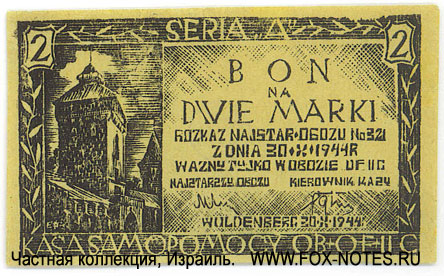 2 SERIA "A" 2
BON
NA
DWIE MARKI
ROZKAZ NAJSTAR·OBOZU No 321
Z DNIA 30·X·1944R
WAŻNY TYLKO W OBOZIE OF II C
NAJSTARSZY OBOZU KIEROWNIK KASY
WOLDENBERG 30·X·1944
KASA SAMOPOMOCY OB·OF·II C
Частная коллекция, Израиль. WWW.FOX-NOTES.RU